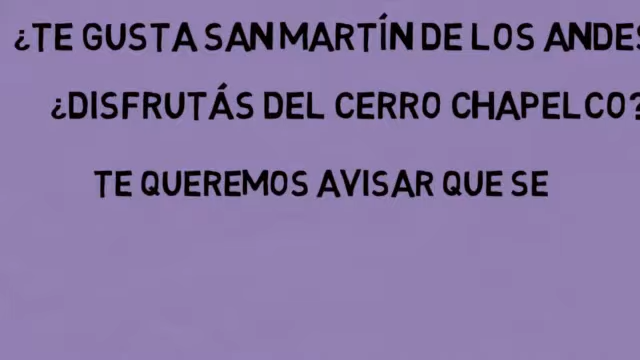 ¿TE GUSTA SAN MARTÍN DE LOS ANDES
¿DISFRUTÁS DEL CERRO CHAPELCO?
TE QUEREMOS AVISAR QUE SE